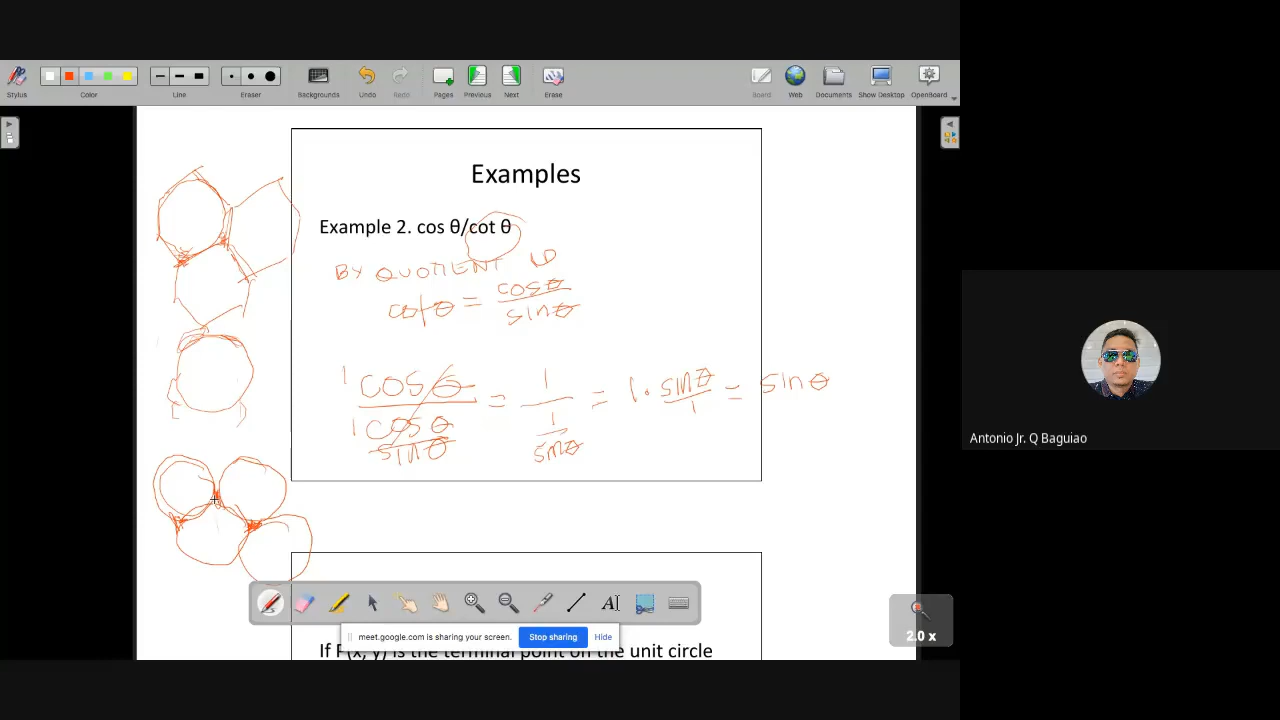 Stylus Color Line Eraser Backgrounds Undo Redo Pages Previous Next Erase Board Web Documents Show Desktop OpenBoard
Examples
Example 2. cos θ/cot θ
BY QUOTIENT ID
cot θ = cos θ / sin θ
1 cos θ / 1 cos θ / sin θ = 1 / 1 / sin θ = 1 · sin θ / 1 = sin θ
Antonio Jr. Q Baguiao
meet.google.com is sharing your screen. Stop sharing Hide
2.0 x
If P(x, y) is the terminal point on the unit circle